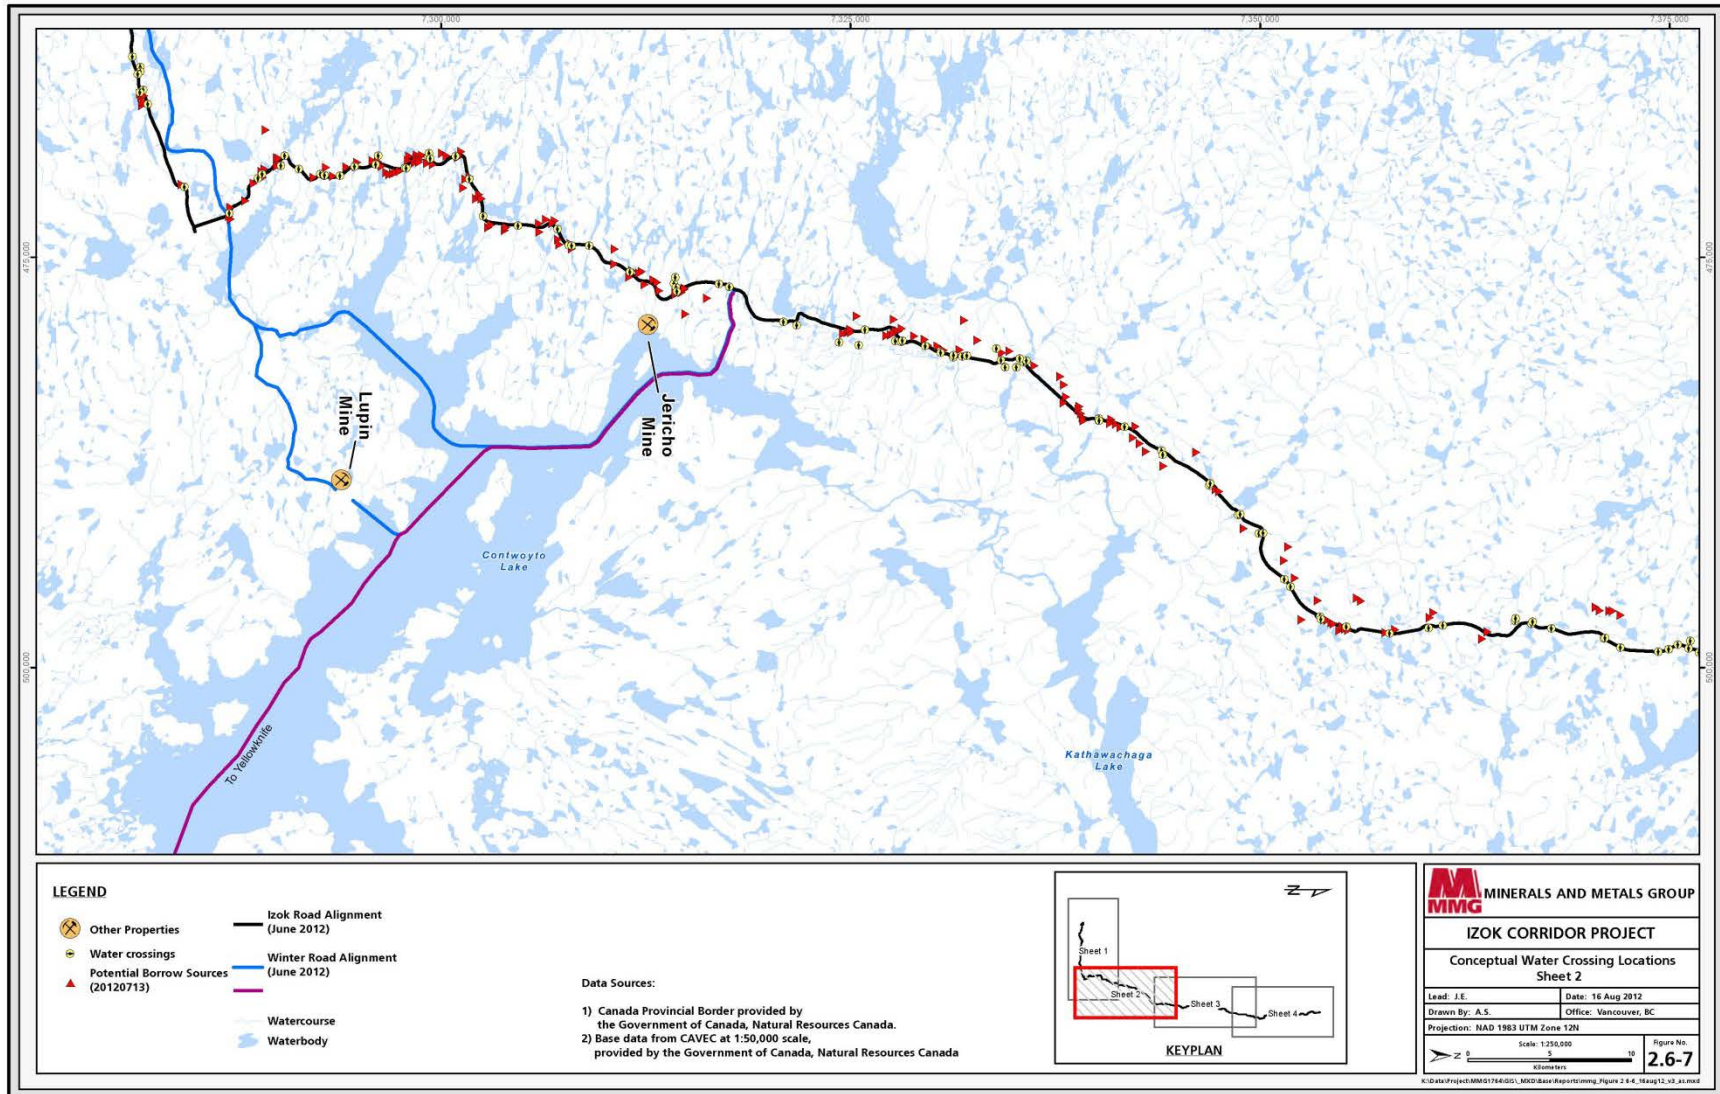 7,300,000
7,325,000
7,350,000
7,375,000
475,000
475,000
500,000
500,000
Lupin
Mine
Jericho
Mine
Contwoyto
Lake
Kathawachaga
Lake
To Yellowknife
LEGEND
Other Properties
Water crossings
Potential Borrow Sources
(20120713)
Izok Road Alignment
(June 2012)
Winter Road Alignment
(June 2012)
Watercourse
Waterbody
Data Sources:
1) Canada Provincial Border provided by
the Government of Canada, Natural Resources Canada.
2) Base data from CAVEC at 1:50,000 scale,
provided by the Government of Canada, Natural Resources Canada
Z
Sheet 1
Sheet 2
Sheet 3
Sheet 4
KEYPLAN
MMG
MINERALS AND METALS GROUP
IZOK CORRIDOR PROJECT
Conceptual Water Crossing Locations
Sheet 2
Lead: J.E.
Date: 16 Aug 2012
Drawn By: A.S.
Office: Vancouver, BC
Projection: NAD 1983 UTM Zone 12N
Scale: 1:250,000
Z
0 5 10
Kilometers
Figure No.
2.6-7